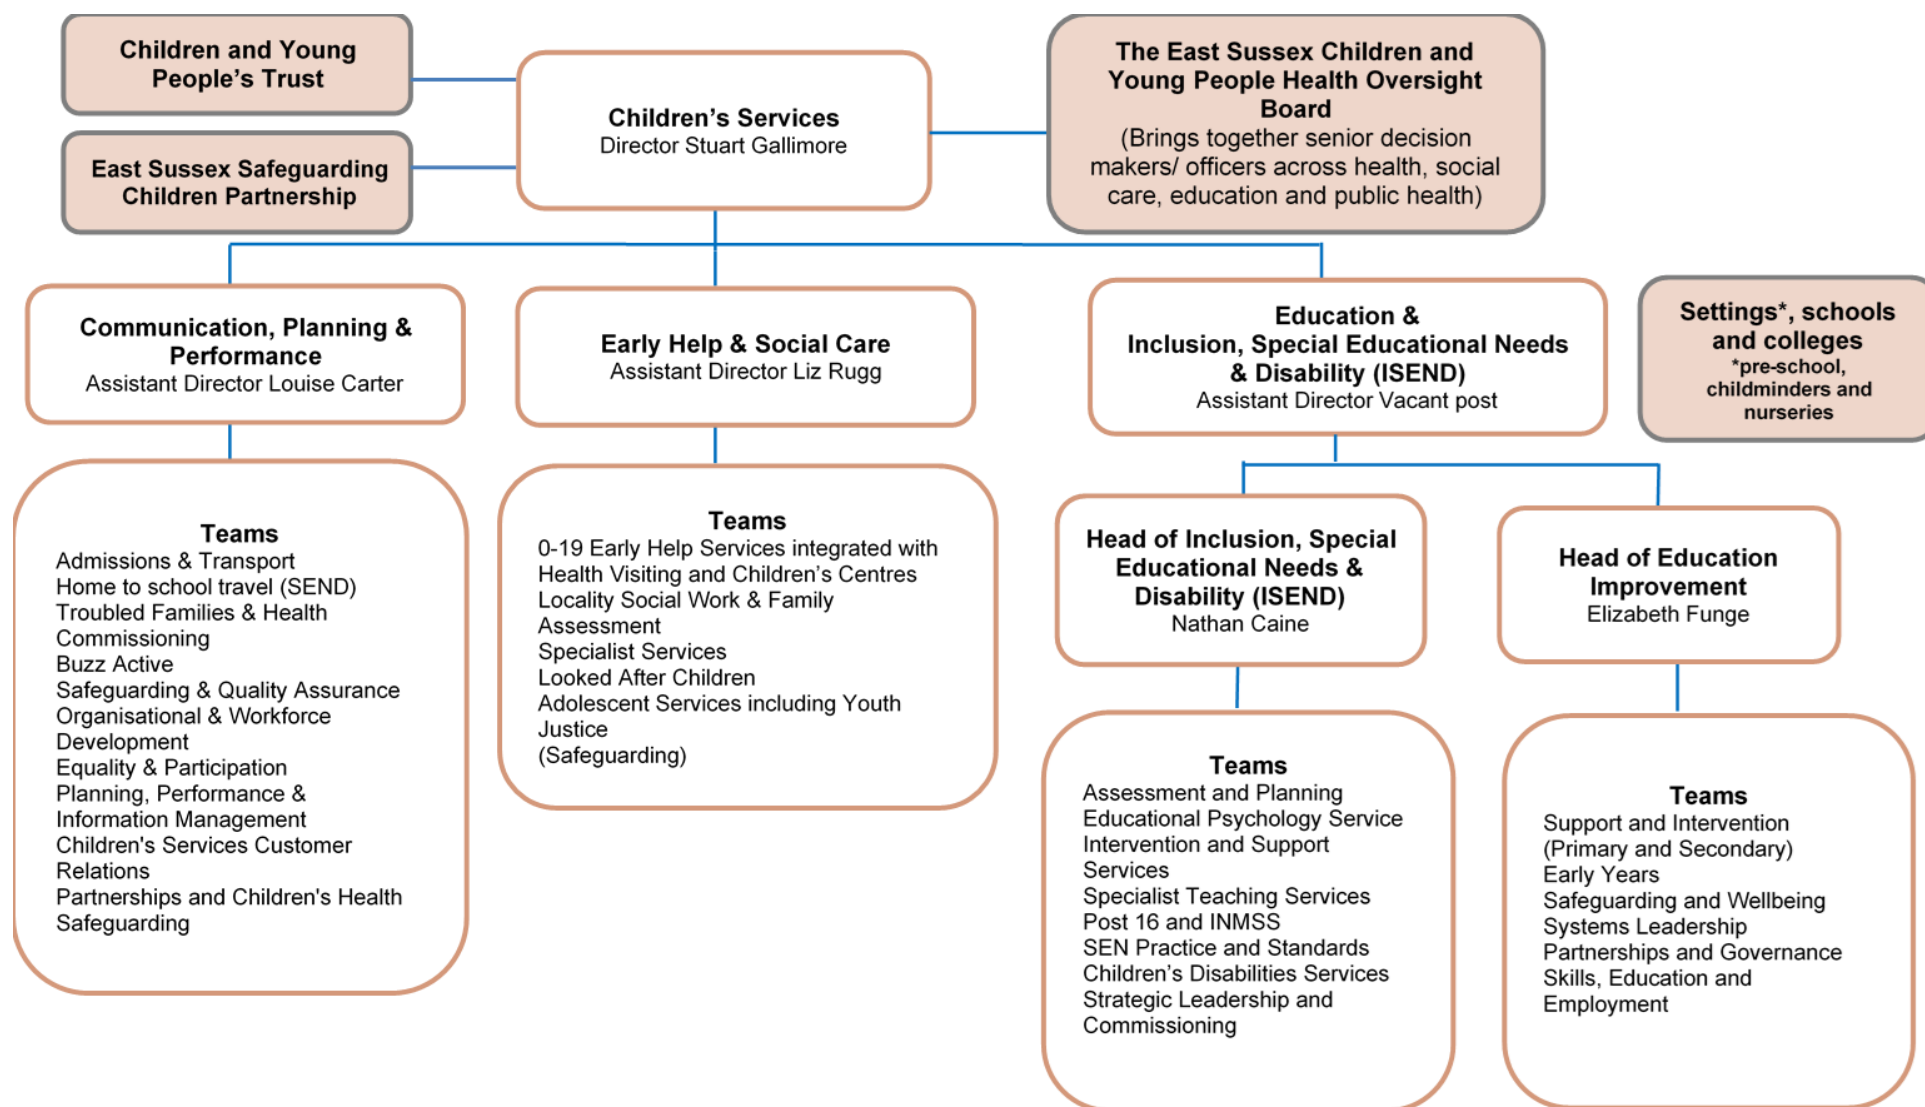 Children and Young
People’s Trust
East Sussex Safeguarding
Children Partnership
Children’s Services
Director Stuart Gallimore
The East Sussex Children and
Young People Health Oversight
Board
(Brings together senior decision
makers/ officers across health, social
care, education and public health)
Communication, Planning &
Performance
Assistant Director Louise Carter
Early Help & Social Care
Assistant Director Liz Rugg
Education &
Inclusion, Special Educational Needs
& Disability (ISEND)
Assistant Director Vacant post
Settings*, schools
and colleges
*pre-school,
childminders and
nurseries
Teams
Admissions & Transport
Home to school travel (SEND)
Troubled Families & Health
Commissioning
Buzz Active
Safeguarding & Quality Assurance
Organisational & Workforce
Development
Equality & Participation
Planning, Performance &
Information Management
Children's Services Customer
Relations
Partnerships and Children's Health
Safeguarding
Teams
0-19 Early Help Services integrated with
Health Visiting and Children’s Centres
Locality Social Work & Family
Assessment
Specialist Services
Looked After Children
Adolescent Services including Youth
Justice
(Safeguarding)
Head of Inclusion, Special
Educational Needs &
Disability (ISEND)
Nathan Caine
Head of Education
Improvement
Elizabeth Funge
Teams
Assessment and Planning
Educational Psychology Service
Intervention and Support
Services
Specialist Teaching Services
Post 16 and INMSS
SEN Practice and Standards
Children’s Disabilities Services
Strategic Leadership and
Commissioning
Teams
Support and Intervention
(Primary and Secondary)
Early Years
Safeguarding and Wellbeing
Systems Leadership
Partnerships and Governance
Skills, Education and
Employment